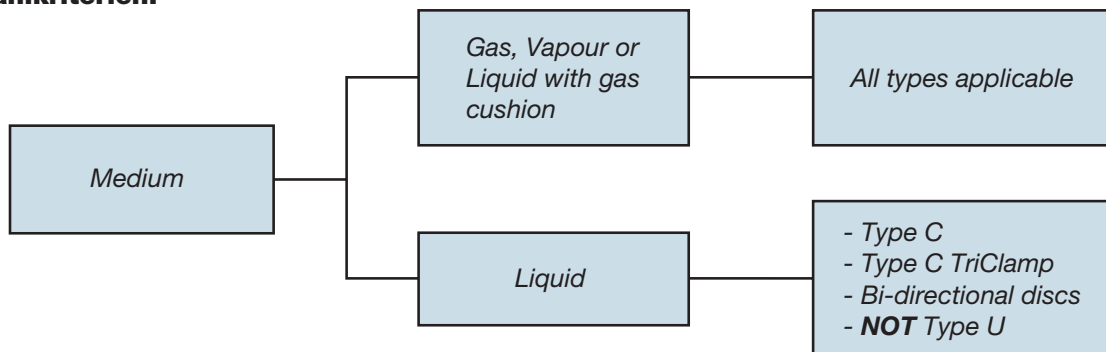 Medium
Gas, Vapour or
Liquid with gas
cushion
All types applicable
Liquid
- Type C
- Type C TriClamp
- Bi-directional discs
- NOT Type U